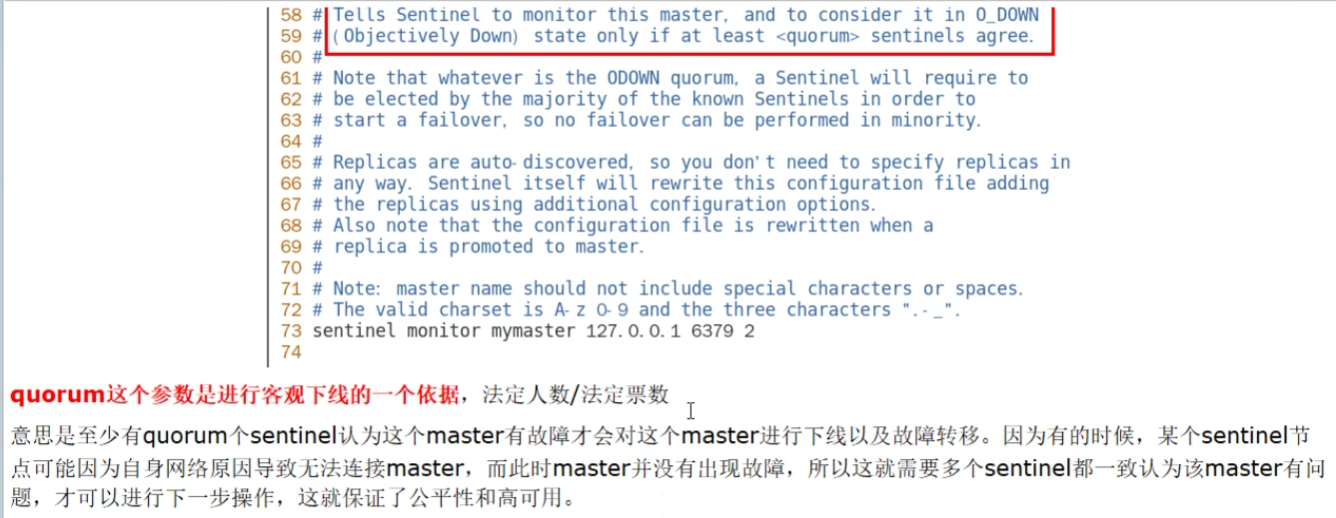 58 # Tells Sentinel to monitor this master, and to consider it in O_DOWN
59 # (Objectively Down) state only if at least <quorum> sentinels agree.
60 #
61 # Note that whatever is the ODOWN quorum, a Sentinel will require to
62 # be elected by the majority of the known Sentinels in order to
63 # start a failover, so no failover can be performed in minority.
64 #
65 # Replicas are auto-discovered, so you don't need to specify replicas in
66 # any way. Sentinel itself will rewrite this configuration file adding
67 # the replicas using additional configuration options.
68 # Also note that the configuration file is rewritten when a
69 # replica is promoted to master.
70 #
71 # Note: master name should not include special characters or spaces.
72 # The valid charset is A-z 0-9 and the three characters ".-_".
73 sentinel monitor mymaster 127.0.0.1 6379 2
74
quorum这个参数是进行客观下线的一个依据，法定人数/法定票数
意思是至少有quorum个sentinel认为这个master有故障才会对这个master进行下线以及故障转移。因为有的时候，某个sentinel节
点可能因为自身网络原因导致无法连接master，而此时master并没有出现故障，所以这就需要多个sentinel都一致认为该master有问
题，才可以进行下一步操作，这就保证了公平性和高可用。